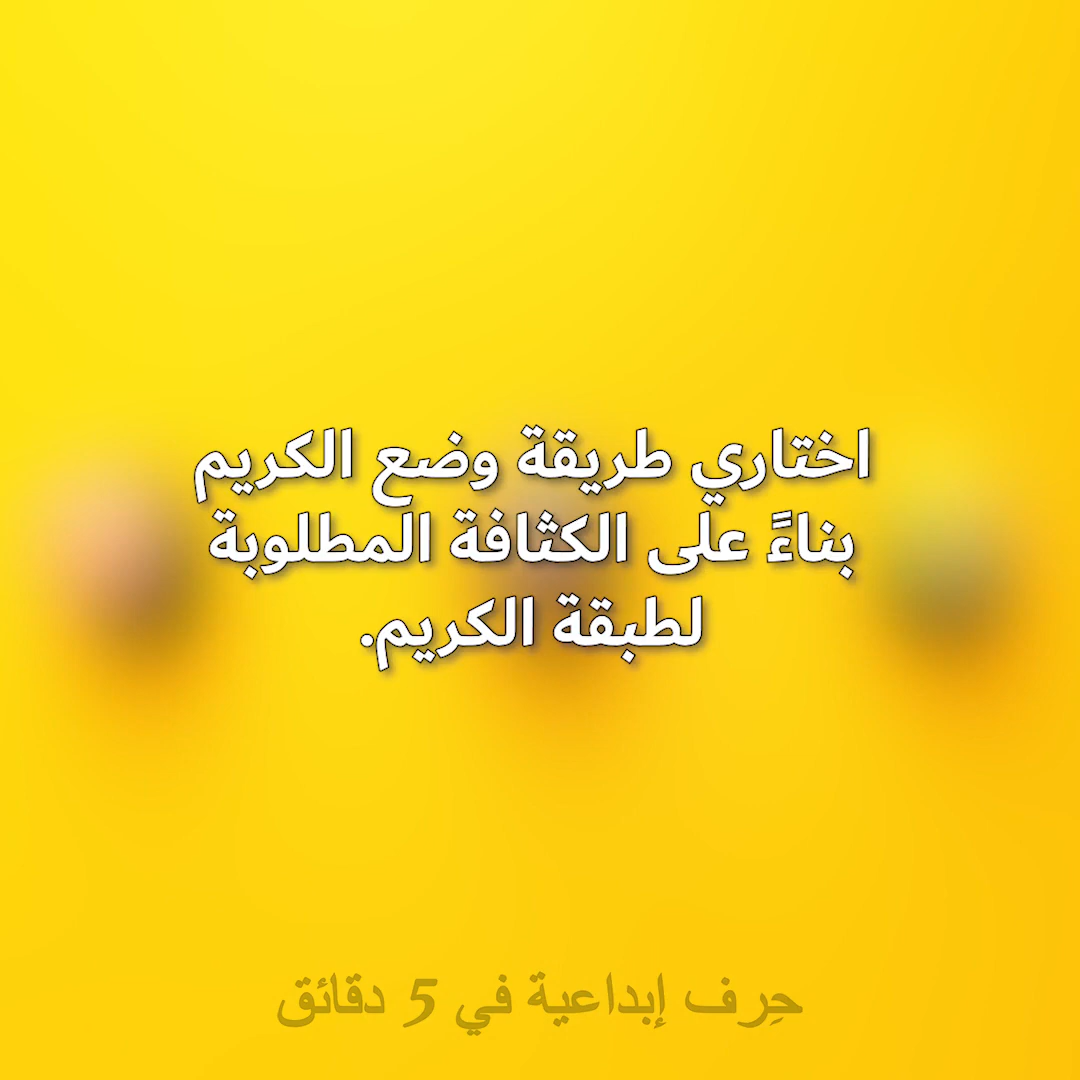 اختاري طريقة وضع الكريم
بناءً على الكثافة المطلوبة
لطبقة الكريم.
حِرف إبداعية في 5 دقائق